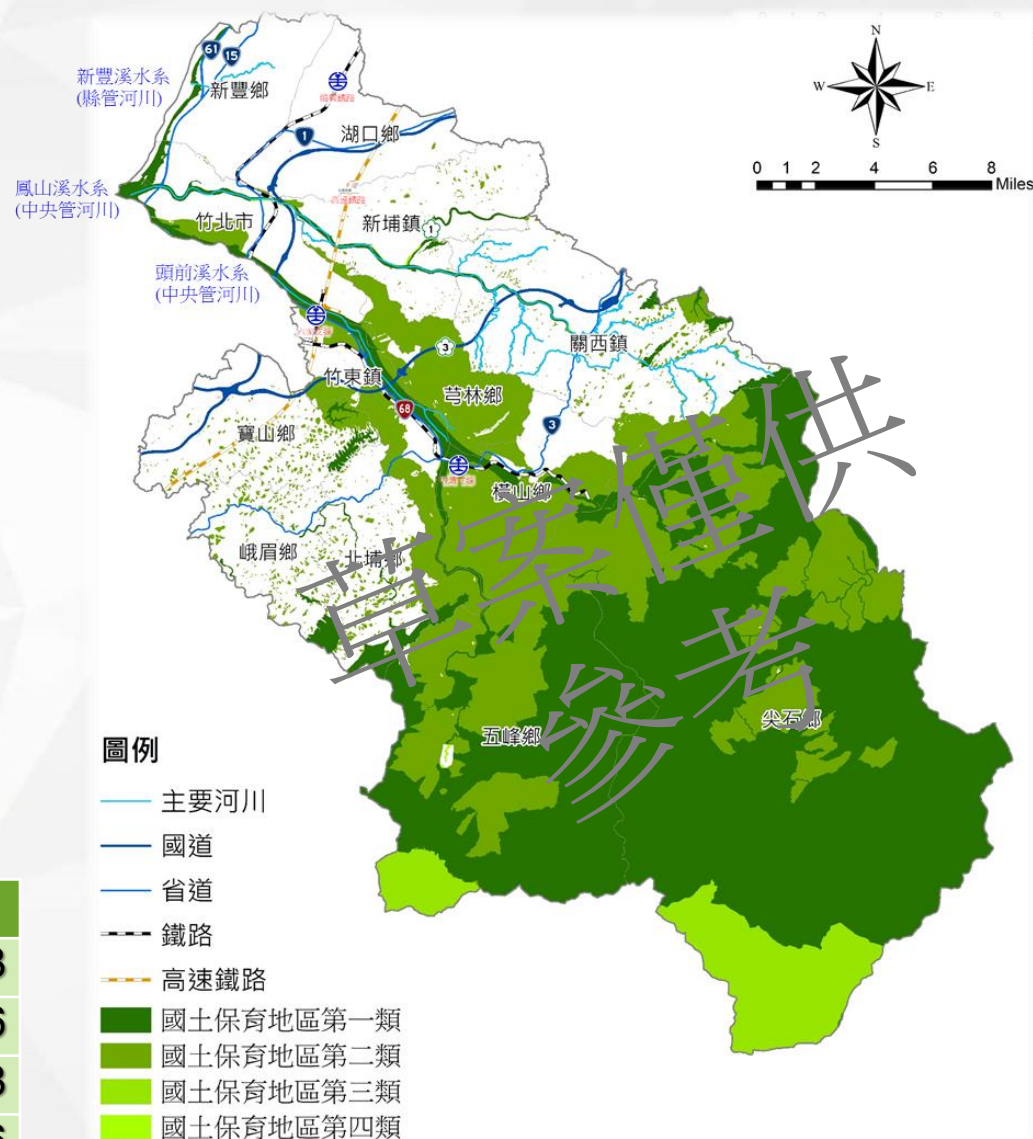 N
W
E
S
0 1 2 4 6 8
Miles
61
15
新豐溪水系
(縣管河川)
新豐鄉
湖口鄉
1
鳳山溪水系
(中央管河川)
竹北市
新埔鎮
1
頭前溪水系
(中央管河川)
關西鎮
3
竹東鎮
芎林鄉
68
3
寶山鄉
橫山鄉
峨眉鄉
北埔鄉
草案僅供
參考
五峰鄉
尖石鄉
圖例
主要河川
國道
省道
鐵路
高速鐵路
國土保育地區第一類
國土保育地區第二類
國土保育地區第三類
國土保育地區第四類